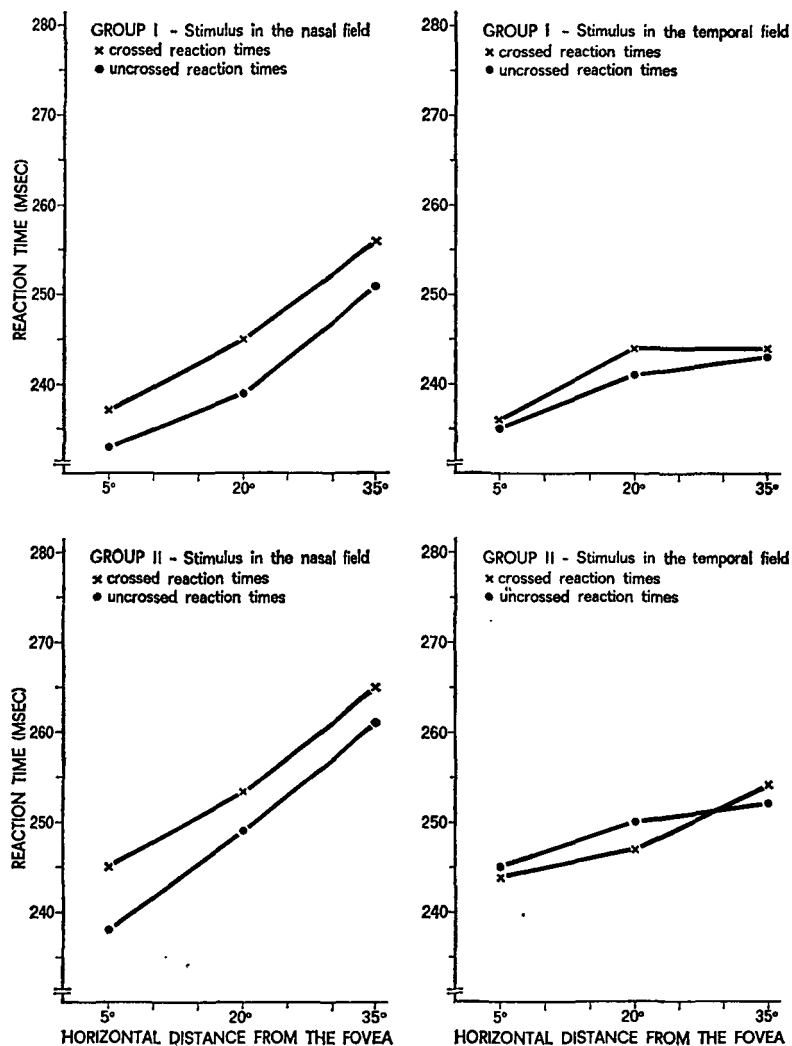 GROUP I - Stimulus in the nasal field
× crossed reaction times
● uncrossed reaction times
280
270
260
250
240
REACTION TIME (MSEC)
5° 20° 35°
GROUP I - Stimulus in the temporal field
× crossed reaction times
● uncrossed reaction times
280
270
260
250
240
5° 20° 35°
GROUP II - Stimulus in the nasal field
× crossed reaction times
● uncrossed reaction times
280
270
260
250
240
REACTION TIME (MSEC)
5° 20° 35°
HORIZONTAL DISTANCE FROM THE FOVEA
GROUP II - Stimulus in the temporal field
× crossed reaction times
● uncrossed reaction times
280
270
260
250
240
5° 20° 35°
HORIZONTAL DISTANCE FROM THE FOVEA